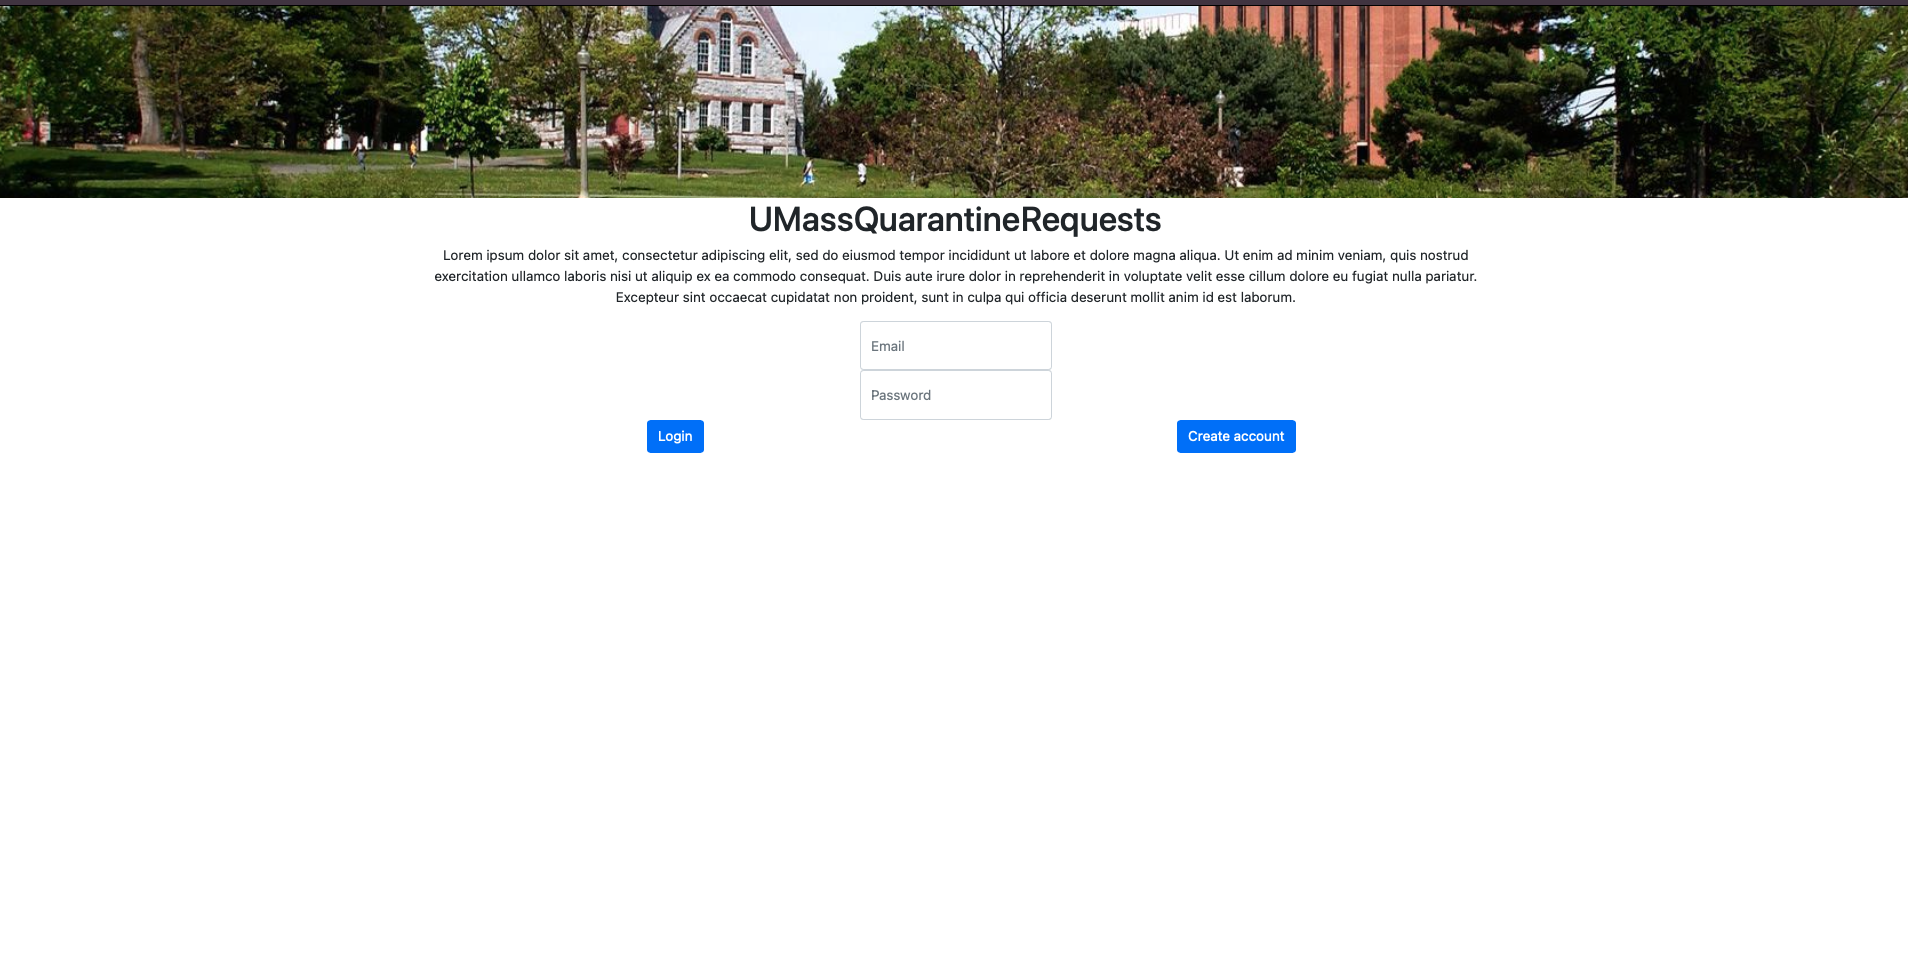 UMassQuarantineRequests
Lorem ipsum dolor sit amet, consectetur adipiscing elit, sed do eiusmod tempor incididunt ut labore et dolore magna aliqua. Ut enim ad minim veniam, quis nostrud
exercitation ullamco laboris nisi ut aliquip ex ea commodo consequat. Duis aute irure dolor in reprehenderit in voluptate velit esse cillum dolore eu fugiat nulla pariatur.
Excepteur sint occaecat cupidatat non proident, sunt in culpa qui officia deserunt mollit anim id est laborum.
Email
Password
Login Create account